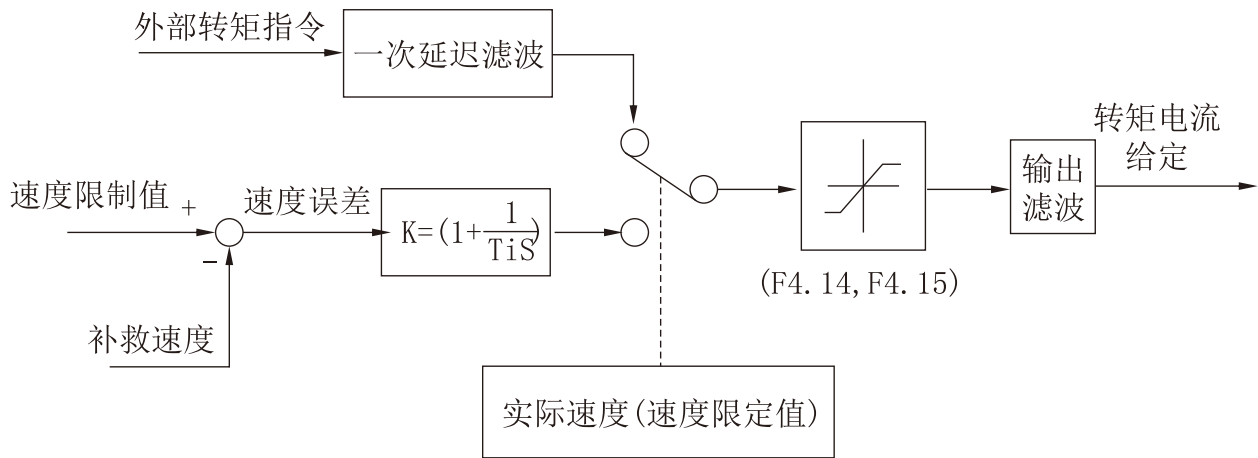 外部转矩指令
一次延迟滤波
转矩电流
给定
输出
滤波
速度限制值
+
速度误差
K=(1+1/TiS)
-
(F4.14,F4.15)
补救速度
实际速度(速度限定值)